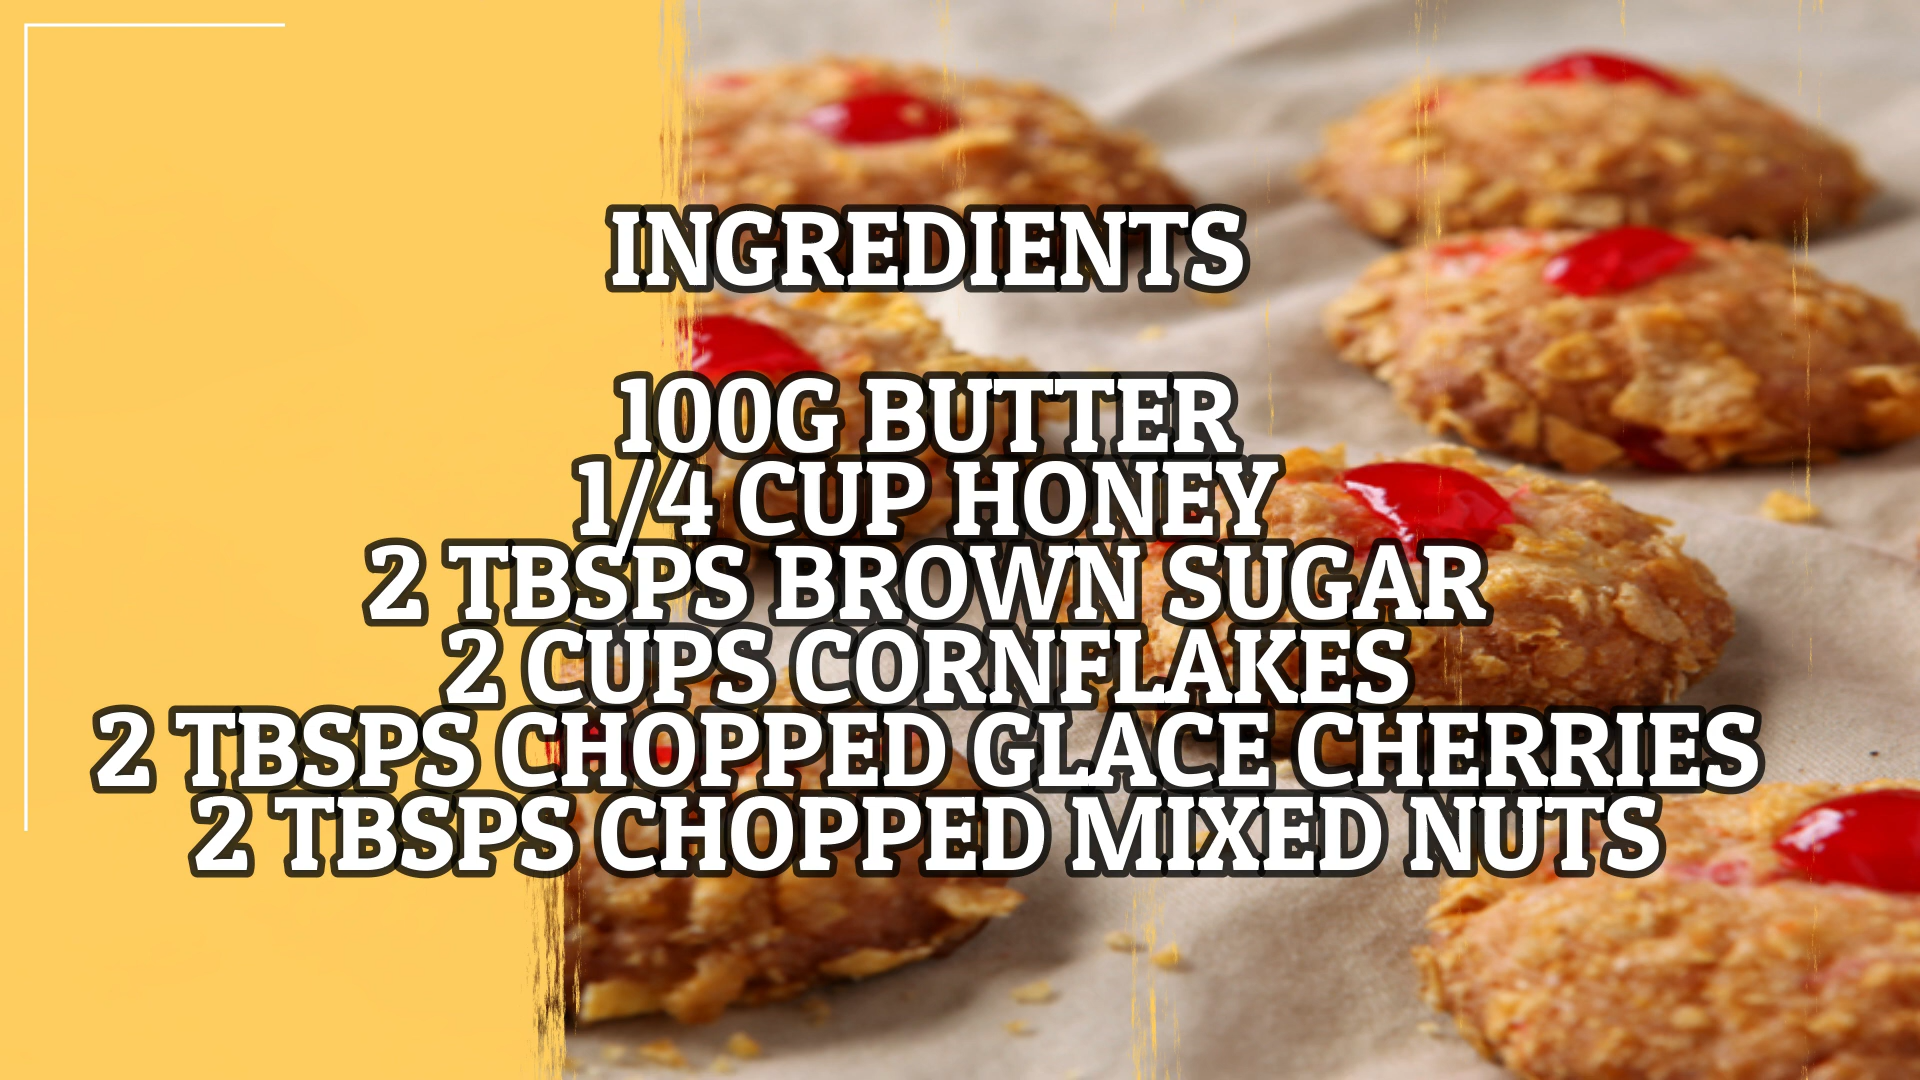 INGREDIENTS
100G BUTTER
1/4 CUP HONEY
2 TBSPS BROWN SUGAR
2 CUPS CORNFLAKES
2 TBSPS CHOPPED GLACE CHERRIES
2 TBSPS CHOPPED MIXED NUTS